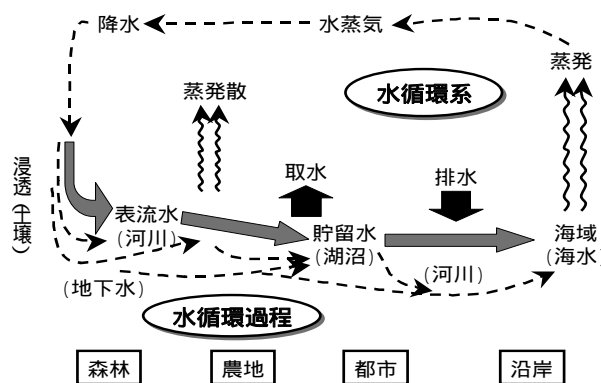 降水
水蒸気
蒸発
蒸発散
水循環系
浸透(土壌)
取水
排水
表流水
(河川)
貯留水
(湖沼)
海域
(海水)
(河川)
(地下水)
水循環過程
森林
農地
都市
沿岸